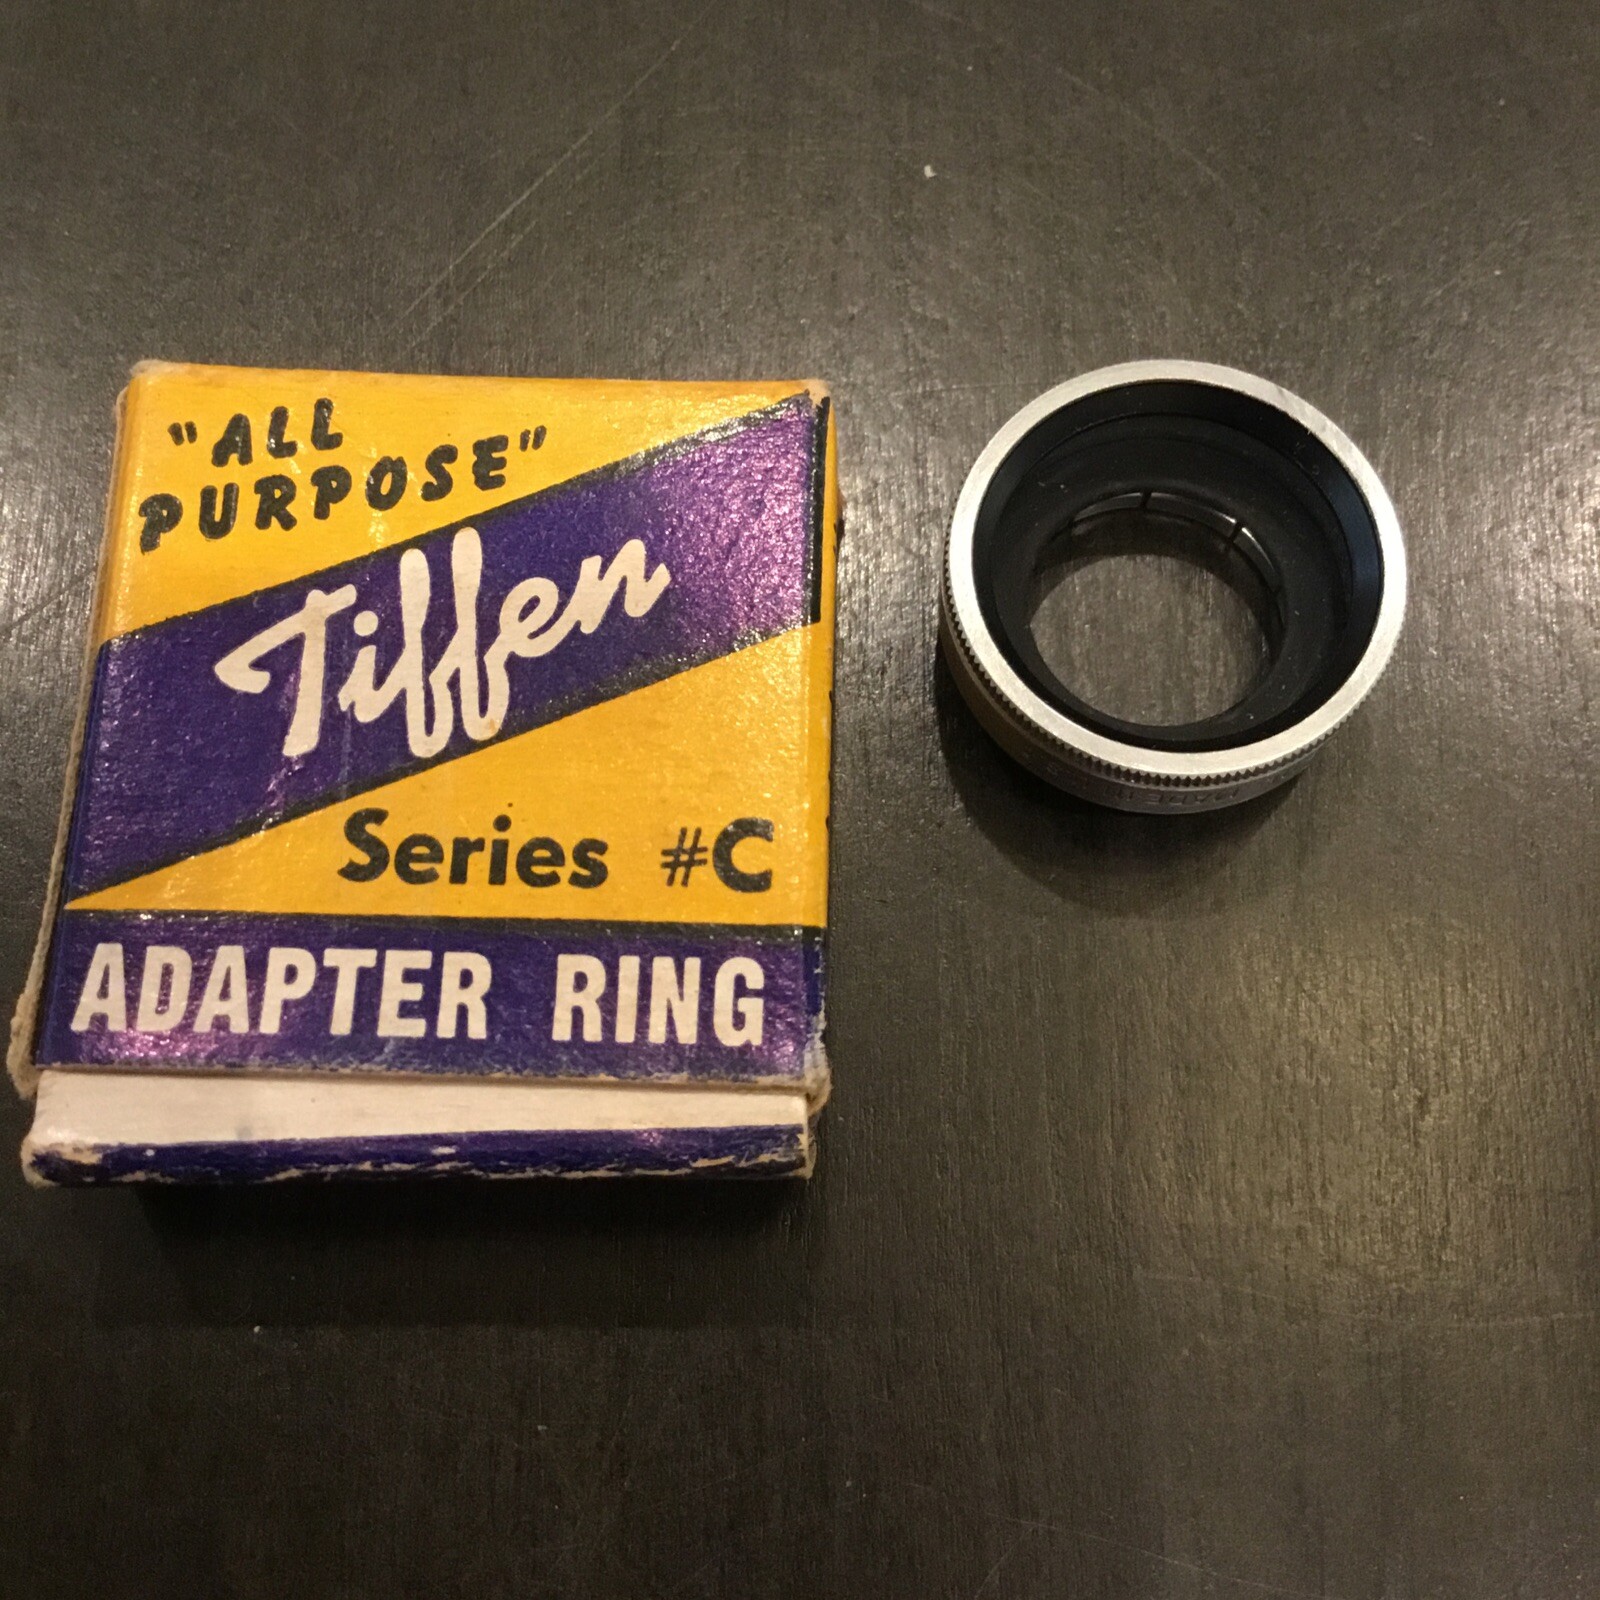 "ALL
PURPOSE"
Tiffen
Series #C
ADAPTER RING